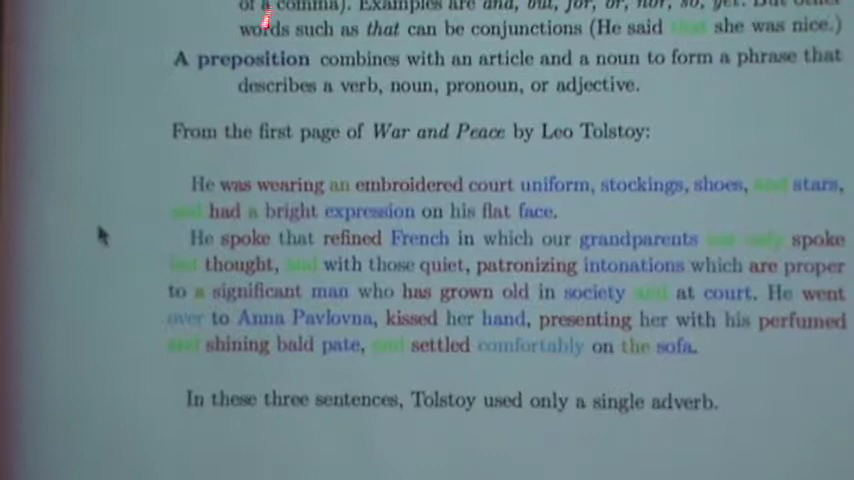 of a comma). Examples are and, but, for, or, nor, so, yet. But other
words such as that can be conjunctions (He said that she was nice.)
A preposition combines with an article and a noun to form a phrase that
describes a verb, noun, pronoun, or adjective.
From the first page of War and Peace by Leo Tolstoy:
He was wearing an embroidered court uniform, stockings, shoes, and stars,
and had a bright expression on his flat face.
He spoke that refined French in which our grandparents not only spoke
but thought, and with those quiet, patronizing intonations which are proper
to a significant man who has grown old in society and at court. He went
over to Anna Pavlovna, kissed her hand, presenting her with his perfumed
and shining bald pate, and settled comfortably on the sofa.
In these three sentences, Tolstoy used only a single adverb.